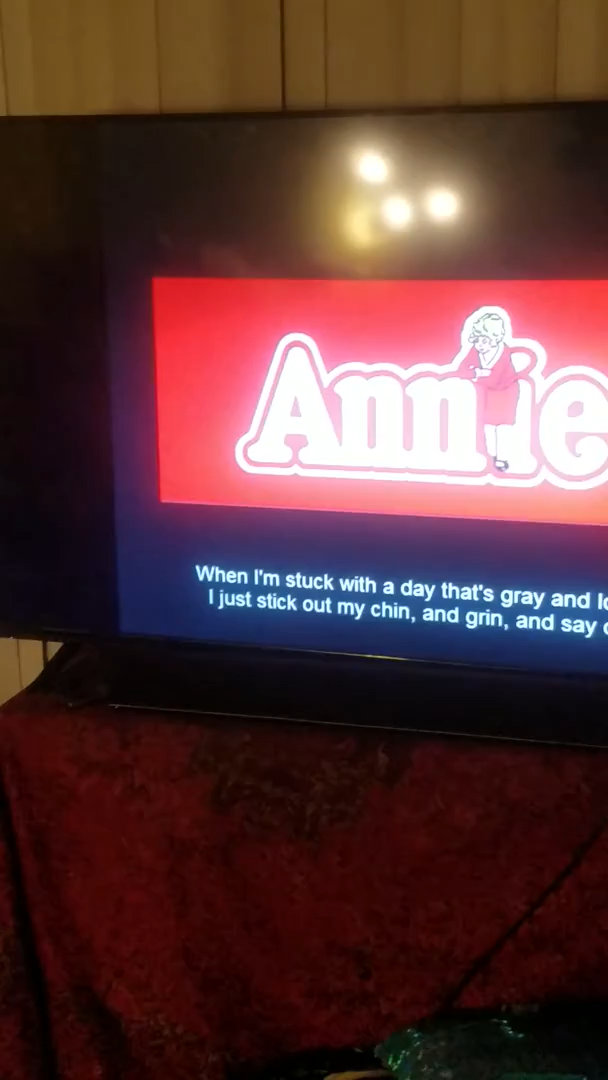 Annie
When I'm stuck with a day that's gray and
I just stick out my chin, and grin, and say